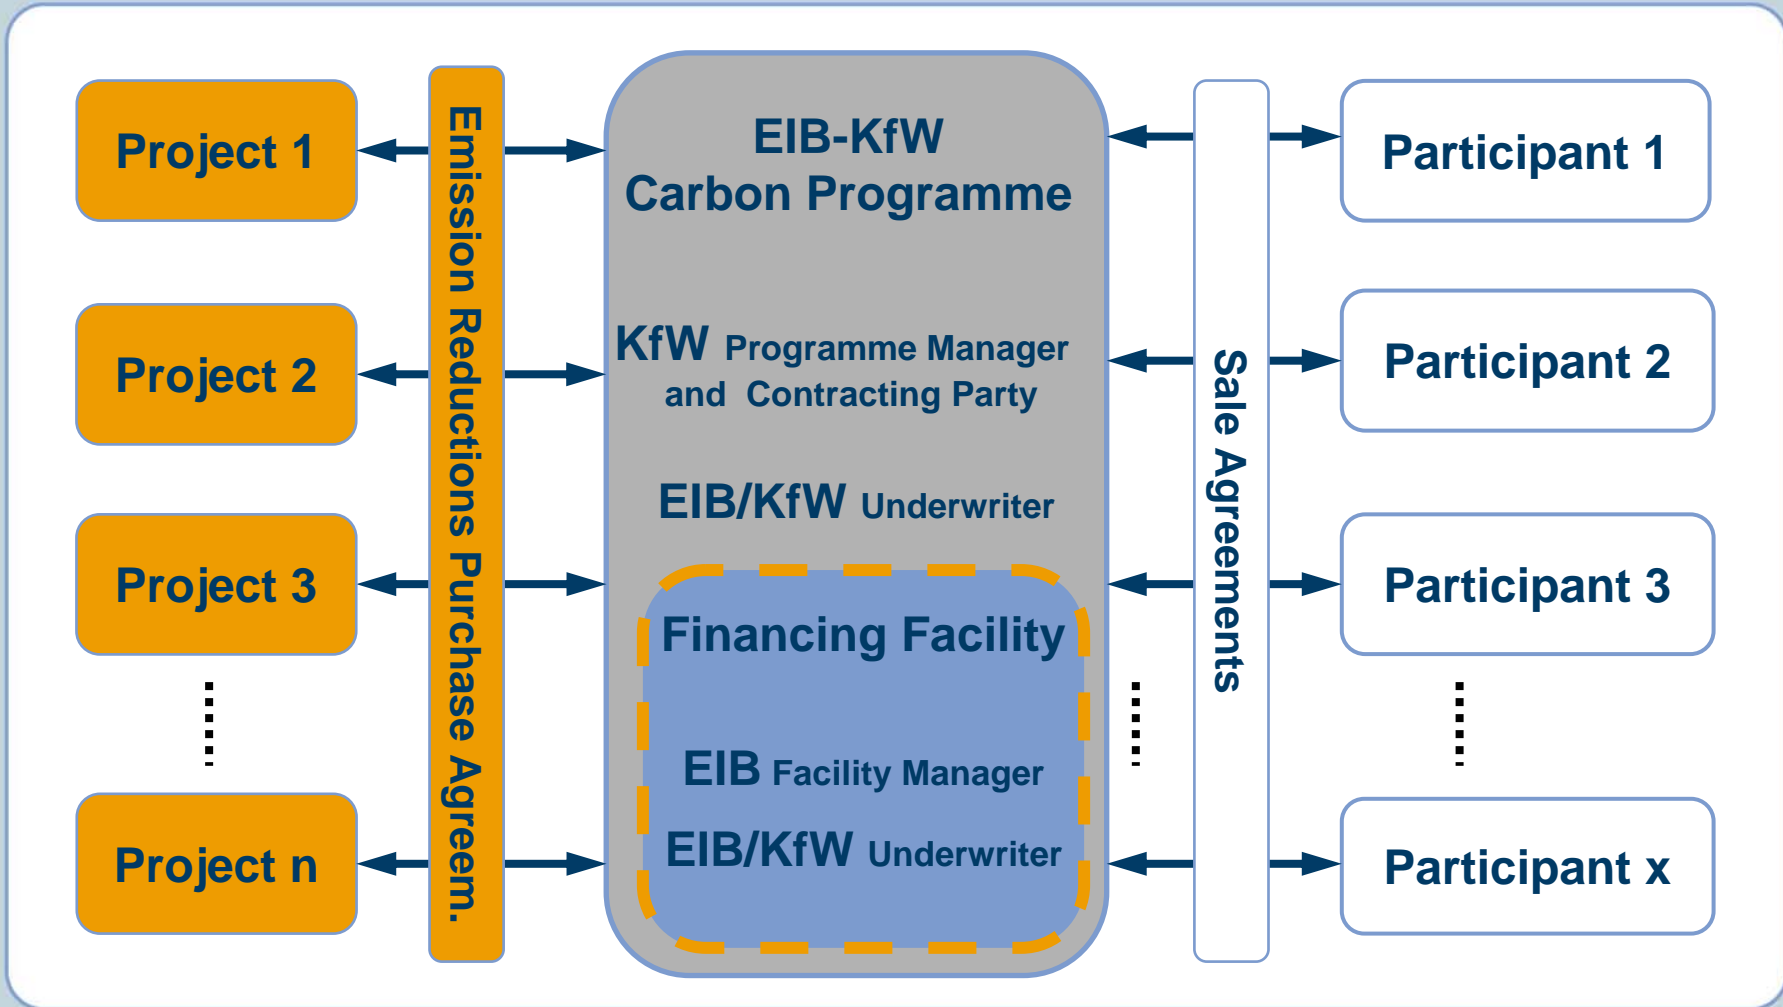 Project 1
Project 2
Project 3
Project n
Emission Reductions Purchase Agreem.
EIB-KfW
Carbon Programme
KfW Programme Manager
and Contracting Party
EIB/KfW Underwriter
Financing Facility
EIB Facility Manager
EIB/KfW Underwriter
Sale Agreements
Participant 1
Participant 2
Participant 3
Participant x